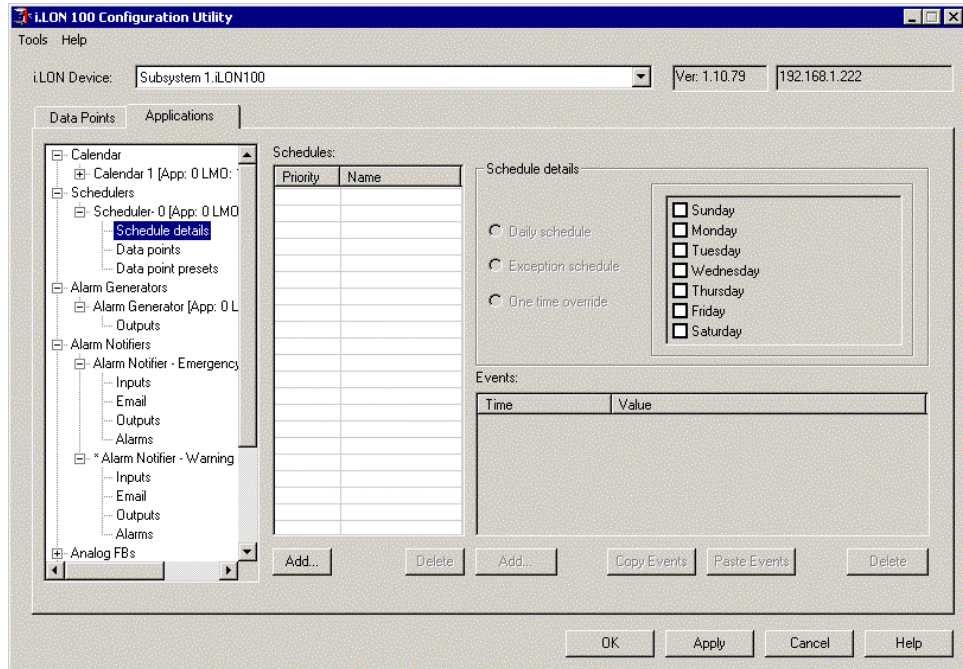 i.LON 100 Configuration Utility
Tools Help
i.LON Device: Subsystem 1.iLON100 Ver: 1.10.79 192.168.1.222
Data Points Applications
Calendar
Calendar 1 [App: 0 LMO:
Schedulers
Scheduler- 0 [App: 0 LMO
Schedule details
Data points
Data point presets
Alarm Generators
Alarm Generator [App: 0 L
Outputs
Alarm Notifiers
Alarm Notifier - Emergency
Inputs
Email
Outputs
Alarms
* Alarm Notifier - Warning
Inputs
Email
Outputs
Alarms
Analog FBs
Schedules:
Priority Name
Add... Delete
Schedule details
Daily schedule
Exception schedule
One time override
Sunday
Monday
Tuesday
Wednesday
Thursday
Friday
Saturday
Events:
Time Value
Add... Copy Events Paste Events Delete
OK Apply Cancel Help